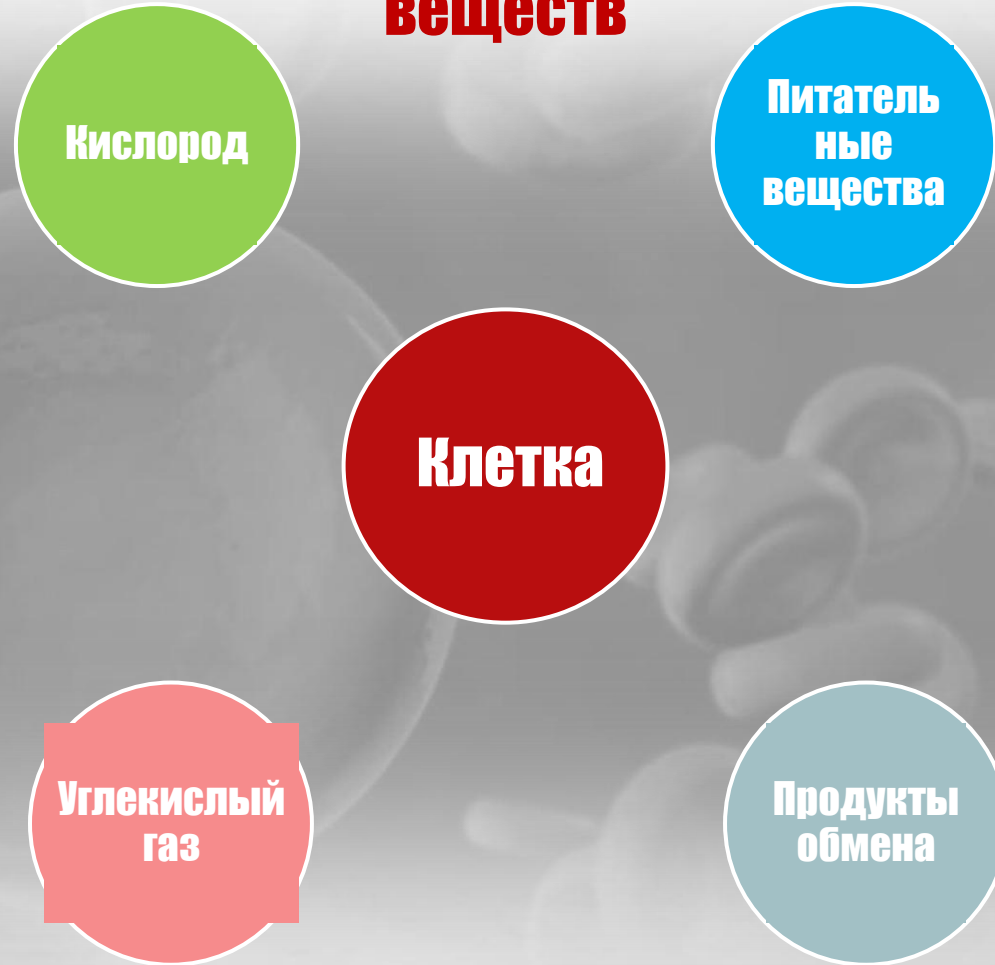 веществ
Кислород
Питатель
ные
вещества
Клетка
Углекислый
газ
Продукты
обмена